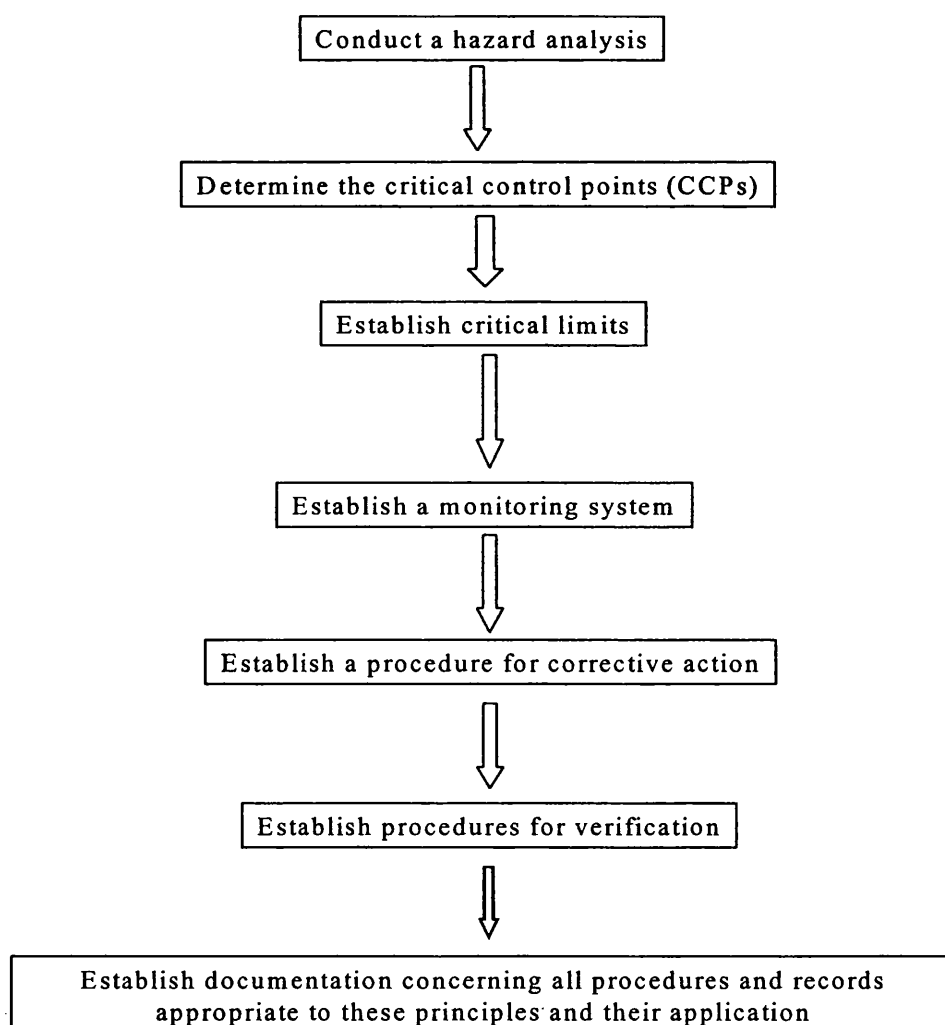 Conduct a hazard analysis
Determine the critical control points (CCPs)
Establish critical limits
Establish a monitoring system
Establish a procedure for corrective action
Establish procedures for verification
Establish documentation concerning all procedures and records
appropriate to these principles and their application